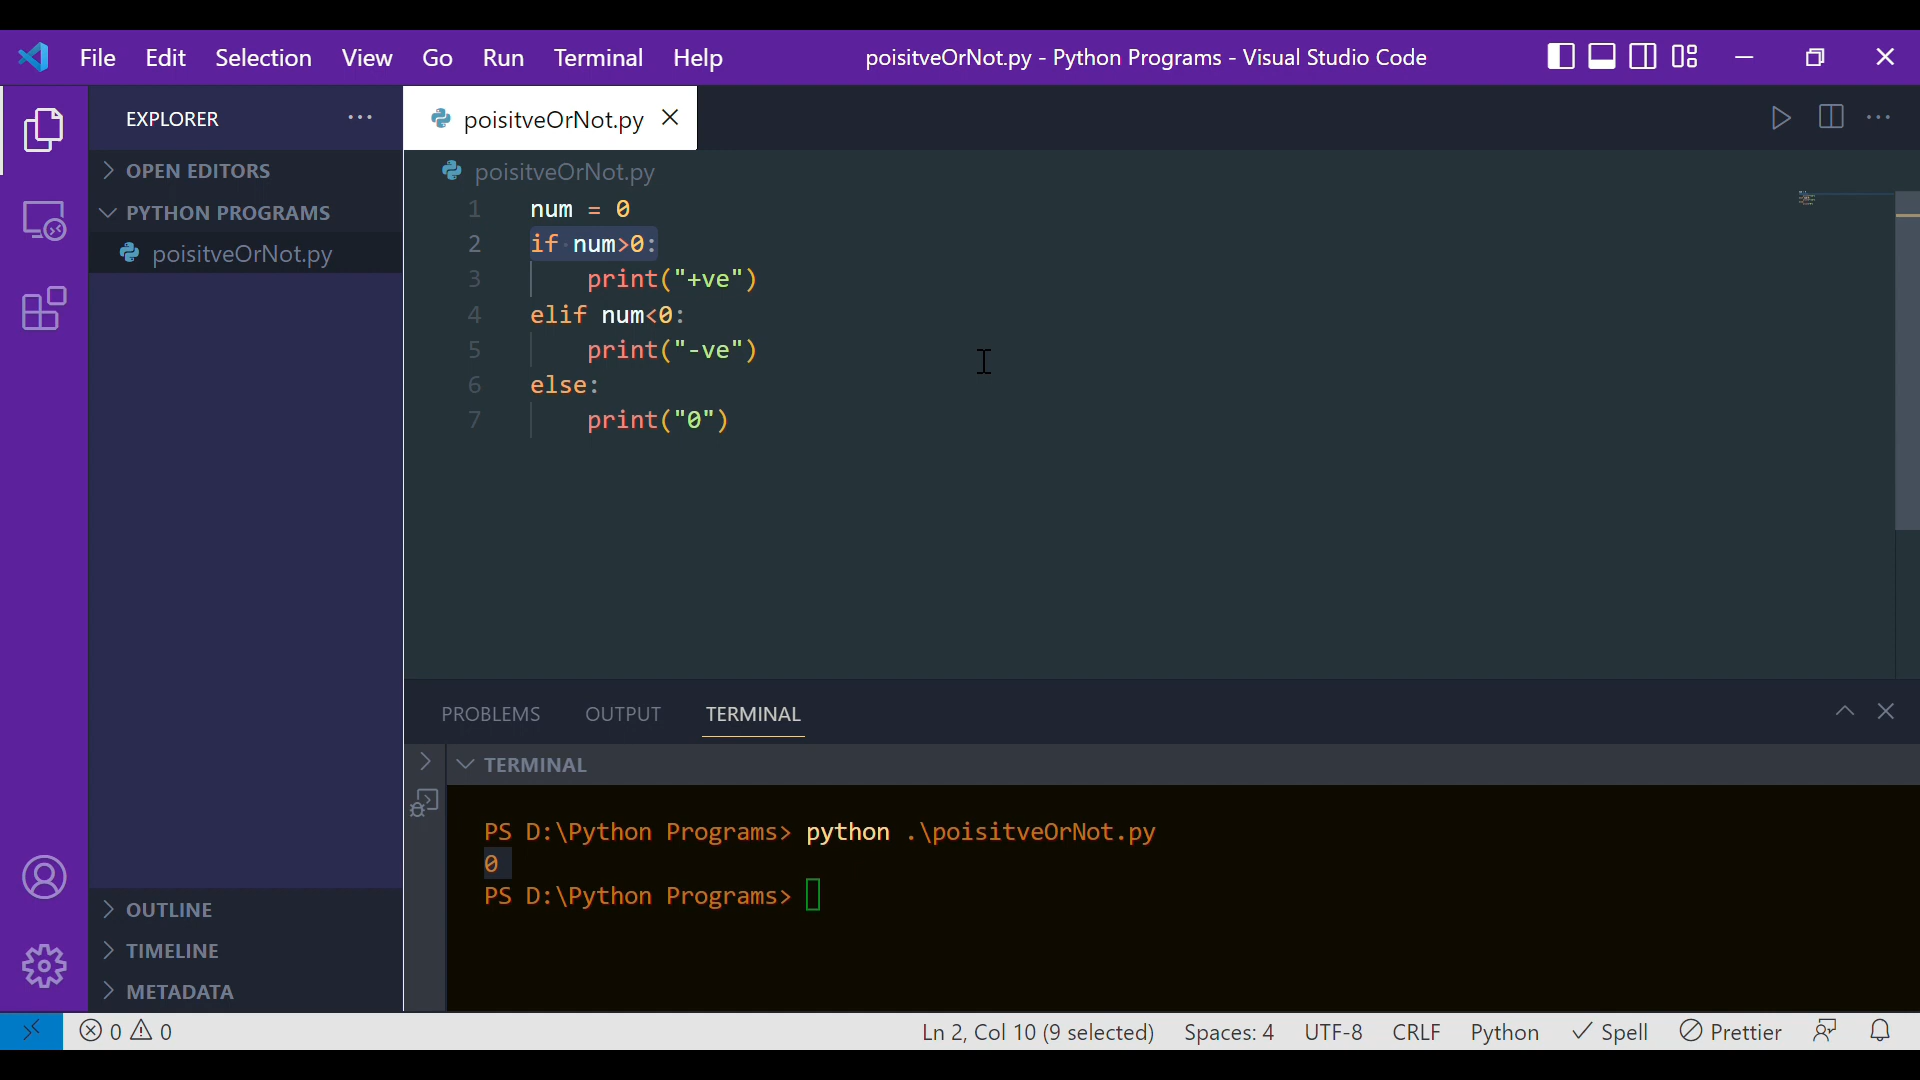 File Edit Selection View Go Run Terminal Help poisitveOrNot.py - Python Programs - Visual Studio Code
EXPLORER
OPEN EDITORS
PYTHON PROGRAMS
poisitveOrNot.py
poisitveOrNot.py
poisitveOrNot.py
1 num = 0
2 if num>0:
3 print("+ve")
4 elif num<0:
5 print("-ve")
6 else:
7 print("0")
PROBLEMS OUTPUT TERMINAL
TERMINAL
PS D:\Python Programs> python .\poisitveOrNot.py
0
PS D:\Python Programs>
OUTLINE
TIMELINE
METADATA
0 0 Ln 2, Col 10 (9 selected) Spaces: 4 UTF-8 CRLF Python Spell Prettier